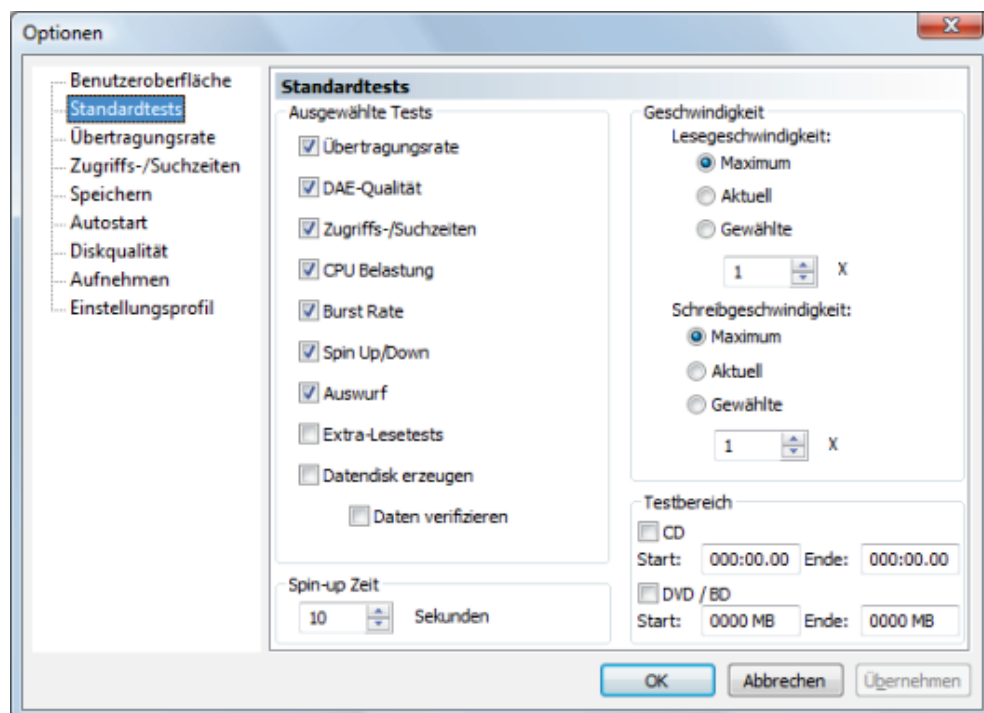 Optionen
Benutzeroberfläche
Standardtests
Übertragungsrate
Zugriffs-/Suchzeiten
Speichern
Autostart
Diskqualität
Aufnehmen
Einstellungsprofil
Standardtests
Ausgewählte Tests
Übertragungsrate
DAE-Qualität
Zugriffs-/Suchzeiten
CPU Belastung
Burst Rate
Spin Up/Down
Auswurf
Extra-Lesetests
Datendisk erzeugen
Daten verifizieren
Spin-up Zeit
10 Sekunden
Geschwindigkeit
Lesegeschwindigkeit:
Maximum
Aktuell
Gewählte
1 X
Schreibgeschwindigkeit:
Maximum
Aktuell
Gewählte
1 X
Testbereich
CD
Start: 000:00.00 Ende: 000:00.00
DVD / BD
Start: 0000 MB Ende: 0000 MB
OK Abbrechen Übernehmen